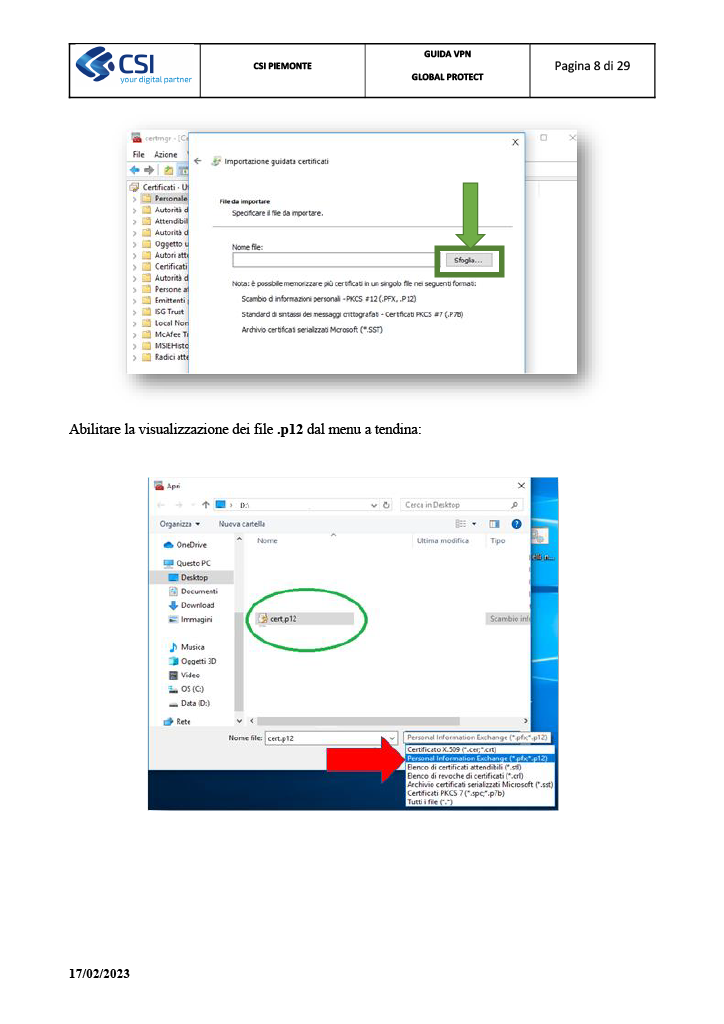 CSI
your digital partner
CSI PIEMONTE
GUIDA VPN
GLOBAL PROTECT
Pagina 8 di 29
certmgr - [Ce
File Azione
Certificati - U
Personale
Autorità d
Attendibil
Autorità d
Oggetto u
Autori atte
Certificati
Autorità d
Persone af
Emittenti
ISG Trust
Local Non
McAfee Tr
MSIEHisto
Radici atte
Importazione guidata certificati
File da importare
Specificare il file da importare.
Nome file:
Sfoglia...
Nota: è possibile memorizzare più certificati in un singolo file nei seguenti formati:
Scambio d informazioni personali -PKCS #12 (.PFX, .P12)
Standard di sintassi dei messaggi crittografati - Certificati PKCS #7 (.P7B)
Archivio certificati serializzati Microsoft (*.SST)
Abilitare la visualizzazione dei file .p12 dal menu a tendina:
Apri
D:\
Cerca in Desktop
Organizza
Nuova cartella
Nome
Ultima modifica
Tipo
OneDrive
Questo PC
Desktop
Documenti
Download
Immagini
Musica
Oggetti 3D
Video
OS (C:)
Data (D:)
Rete
cert.p12
Scambio info
Nome file: cert.p12
Personal Information Exchange (*.pfx;*.p12)
Certificato X.509 (*.cer;*.crt)
Personal Information Exchange (*.pfx;*.p12)
Elenco di certificati attendibili (*.stl)
Elenco di revoche di certificati (*.crl)
Archivio certificati serializzati Microsoft (*.sst)
Certificati PKCS 7 (*.spc;*.p7b)
Tutti i file (*.*)
17/02/2023